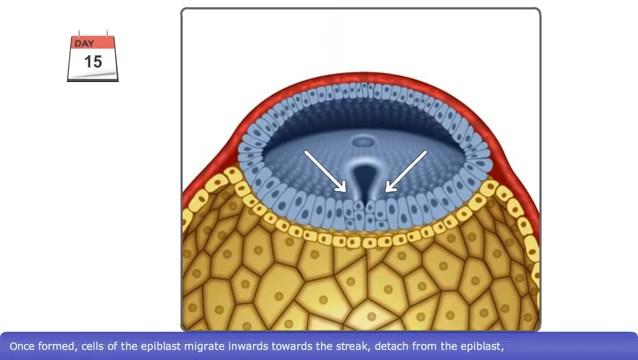 DAY
15
Once formed, cells of the epiblast migrate inwards towards the streak, detach from the epiblast,